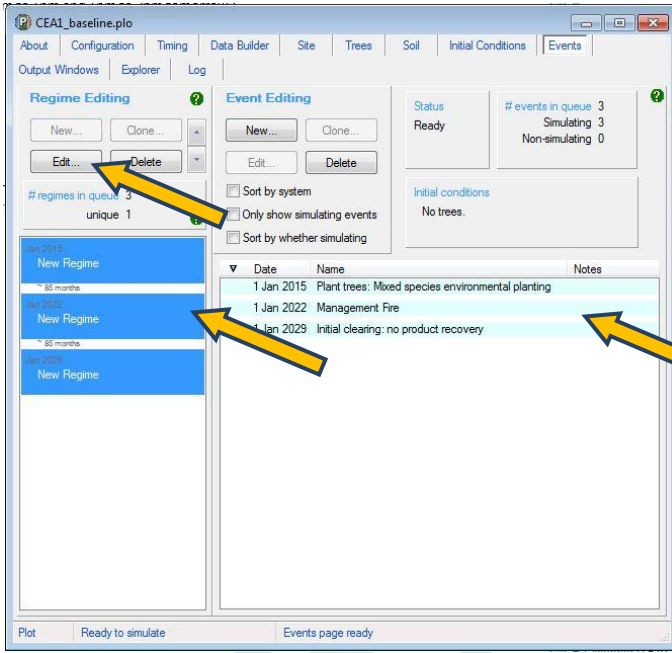 CEA1_baseline.plo
About Configuration Timing Data Builder Site Trees Soil Initial Conditions Events
Output Windows Explorer Log
Regime Editing
New... Clone...
Edit... Delete
# regimes in queue 3
unique 1
Jan 2015
New Regime
~ 85 months
Jan 2022
New Regime
~ 85 months
Jan 2029
New Regime
Event Editing
New... Clone...
Edit... Delete
Sort by system
Only show simulating events
Sort by whether simulating
Status
Ready
# events in queue 3
Simulating 3
Non-simulating 0
Initial conditions
No trees.
Date Name Notes
1 Jan 2015 Plant trees: Mixed species environmental planting
1 Jan 2022 Management Fire
1 Jan 2029 Initial clearing: no product recovery
Plot Ready to simulate Events page ready